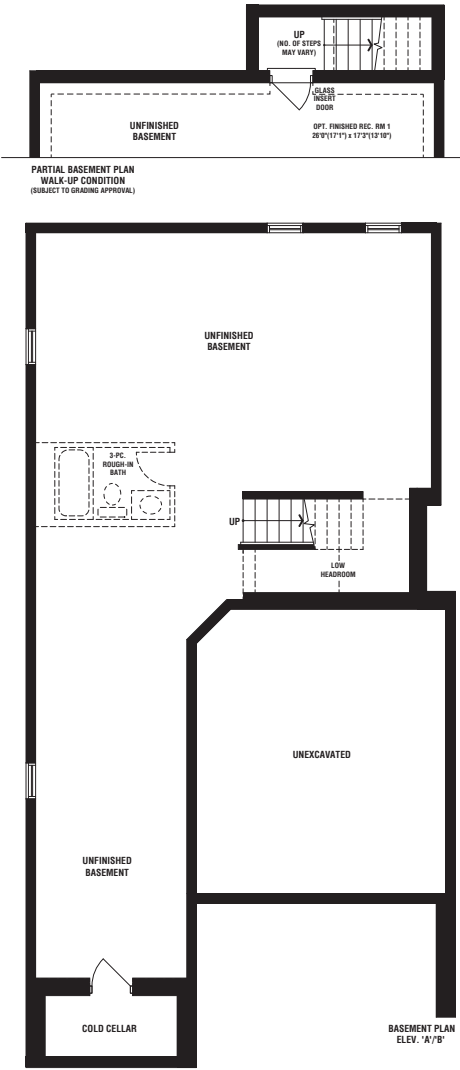 UP
(NO. OF STEPS
MAY VARY)
GLASS
INSERT
DOOR
UNFINISHED
BASEMENT
OPT. FINISHED REC. RM 1
26'0"(17'1") x 17'3"(13'10")
PARTIAL BASEMENT PLAN
WALK-UP CONDITION
(SUBJECT TO GRADING APPROVAL)
UNFINISHED
BASEMENT
3-PC.
ROUGH-IN
BATH
UP
LOW
HEADROOM
UNEXCAVATED
UNFINISHED
BASEMENT
COLD CELLAR
BASEMENT PLAN
ELEV. 'A'/'B'